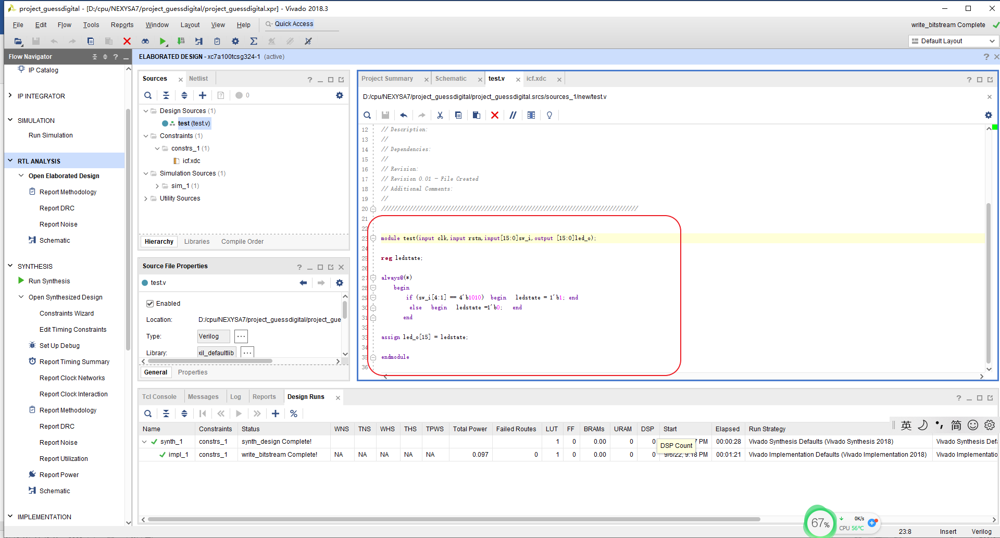 project_guessdigital - [D:/cpu/NEXYSA7/project_guessdigital/project_guessdigital.xpr] - Vivado 2018.3
File Edit Flow Tools Reports Window Layout View Help Quick Access
write_bitstream Complete
Default Layout
Flow Navigator
ELABORATED DESIGN - xc7a100tcsg324-1 (active)
IP Catalog
IP INTEGRATOR
SIMULATION
Run Simulation
RTL ANALYSIS
Open Elaborated Design
Report Methodology
Report DRC
Report Noise
Schematic
SYNTHESIS
Run Synthesis
Open Synthesized Design
Constraints Wizard
Edit Timing Constraints
Set Up Debug
Report Timing Summary
Report Clock Networks
Report Clock Interaction
Report Methodology
Report DRC
Report Noise
Report Utilization
Report Power
Schematic
IMPLEMENTATION
Sources Netlist
0
Design Sources (1)
test (test.v)
Constraints (1)
constrs_1 (1)
icf.xdc
Simulation Sources (1)
sim_1 (1)
Utility Sources
Hierarchy Libraries Compile Order
Source File Properties
test.v
Enabled
Location: D:/cpu/NEXYSA7/project_guessdigital/project_gue
Type: Verilog
Library: xil_defaultlib
General Properties
Project Summary Schematic test.v icf.xdc
D:/cpu/NEXYSA7/project_guessdigital/project_guessdigital.srcs/sources_1/new/test.v
12 // Description:
13 //
14 // Dependencies:
15 //
16 // Revision:
17 // Revision 0.01 - File Created
18 // Additional Comments:
19 //
20 //////////////////////////////////////////////////////////////////////////////////
21
22
23 module test(input clk,input rstn,input[15:0]sw_i,output [15:0]led_o);
24
25 reg ledstate;
26
27 always@(*)
28 begin
29 if (sw_i[4:1] == 4'b1010) begin ledstate = 1'b1; end
30 else begin ledstate =1'b0; end
31 end
32
33 assign led_o[15] = ledstate;
34
35 endmodule
36
Tcl Console Messages Log Reports Design Runs
Name Constraints Status WNS TNS WHS THS TPWS Total Power Failed Routes LUT FF BRAMs URAM DSP Start Elapsed Run Strategy
synth_1 constrs_1 synth_design Complete! 1 0 0.00 0 0 7 PM 00:00:28 Vivado Synthesis Defaults (Vivado Synthesis 2018) Vivado Synthesis Def
impl_1 constrs_1 write_bitstream Complete! NA NA NA NA NA 0.097 0 1 0 0.00 0 0 9/6/22, 9:18 PM 00:01:21 Vivado Implementation Defaults (Vivado Implementation 2018) Vivado Implementatio
DSP Count
英 简
67%
0K/s
CPU 56°C
23:8 Insert Verilog